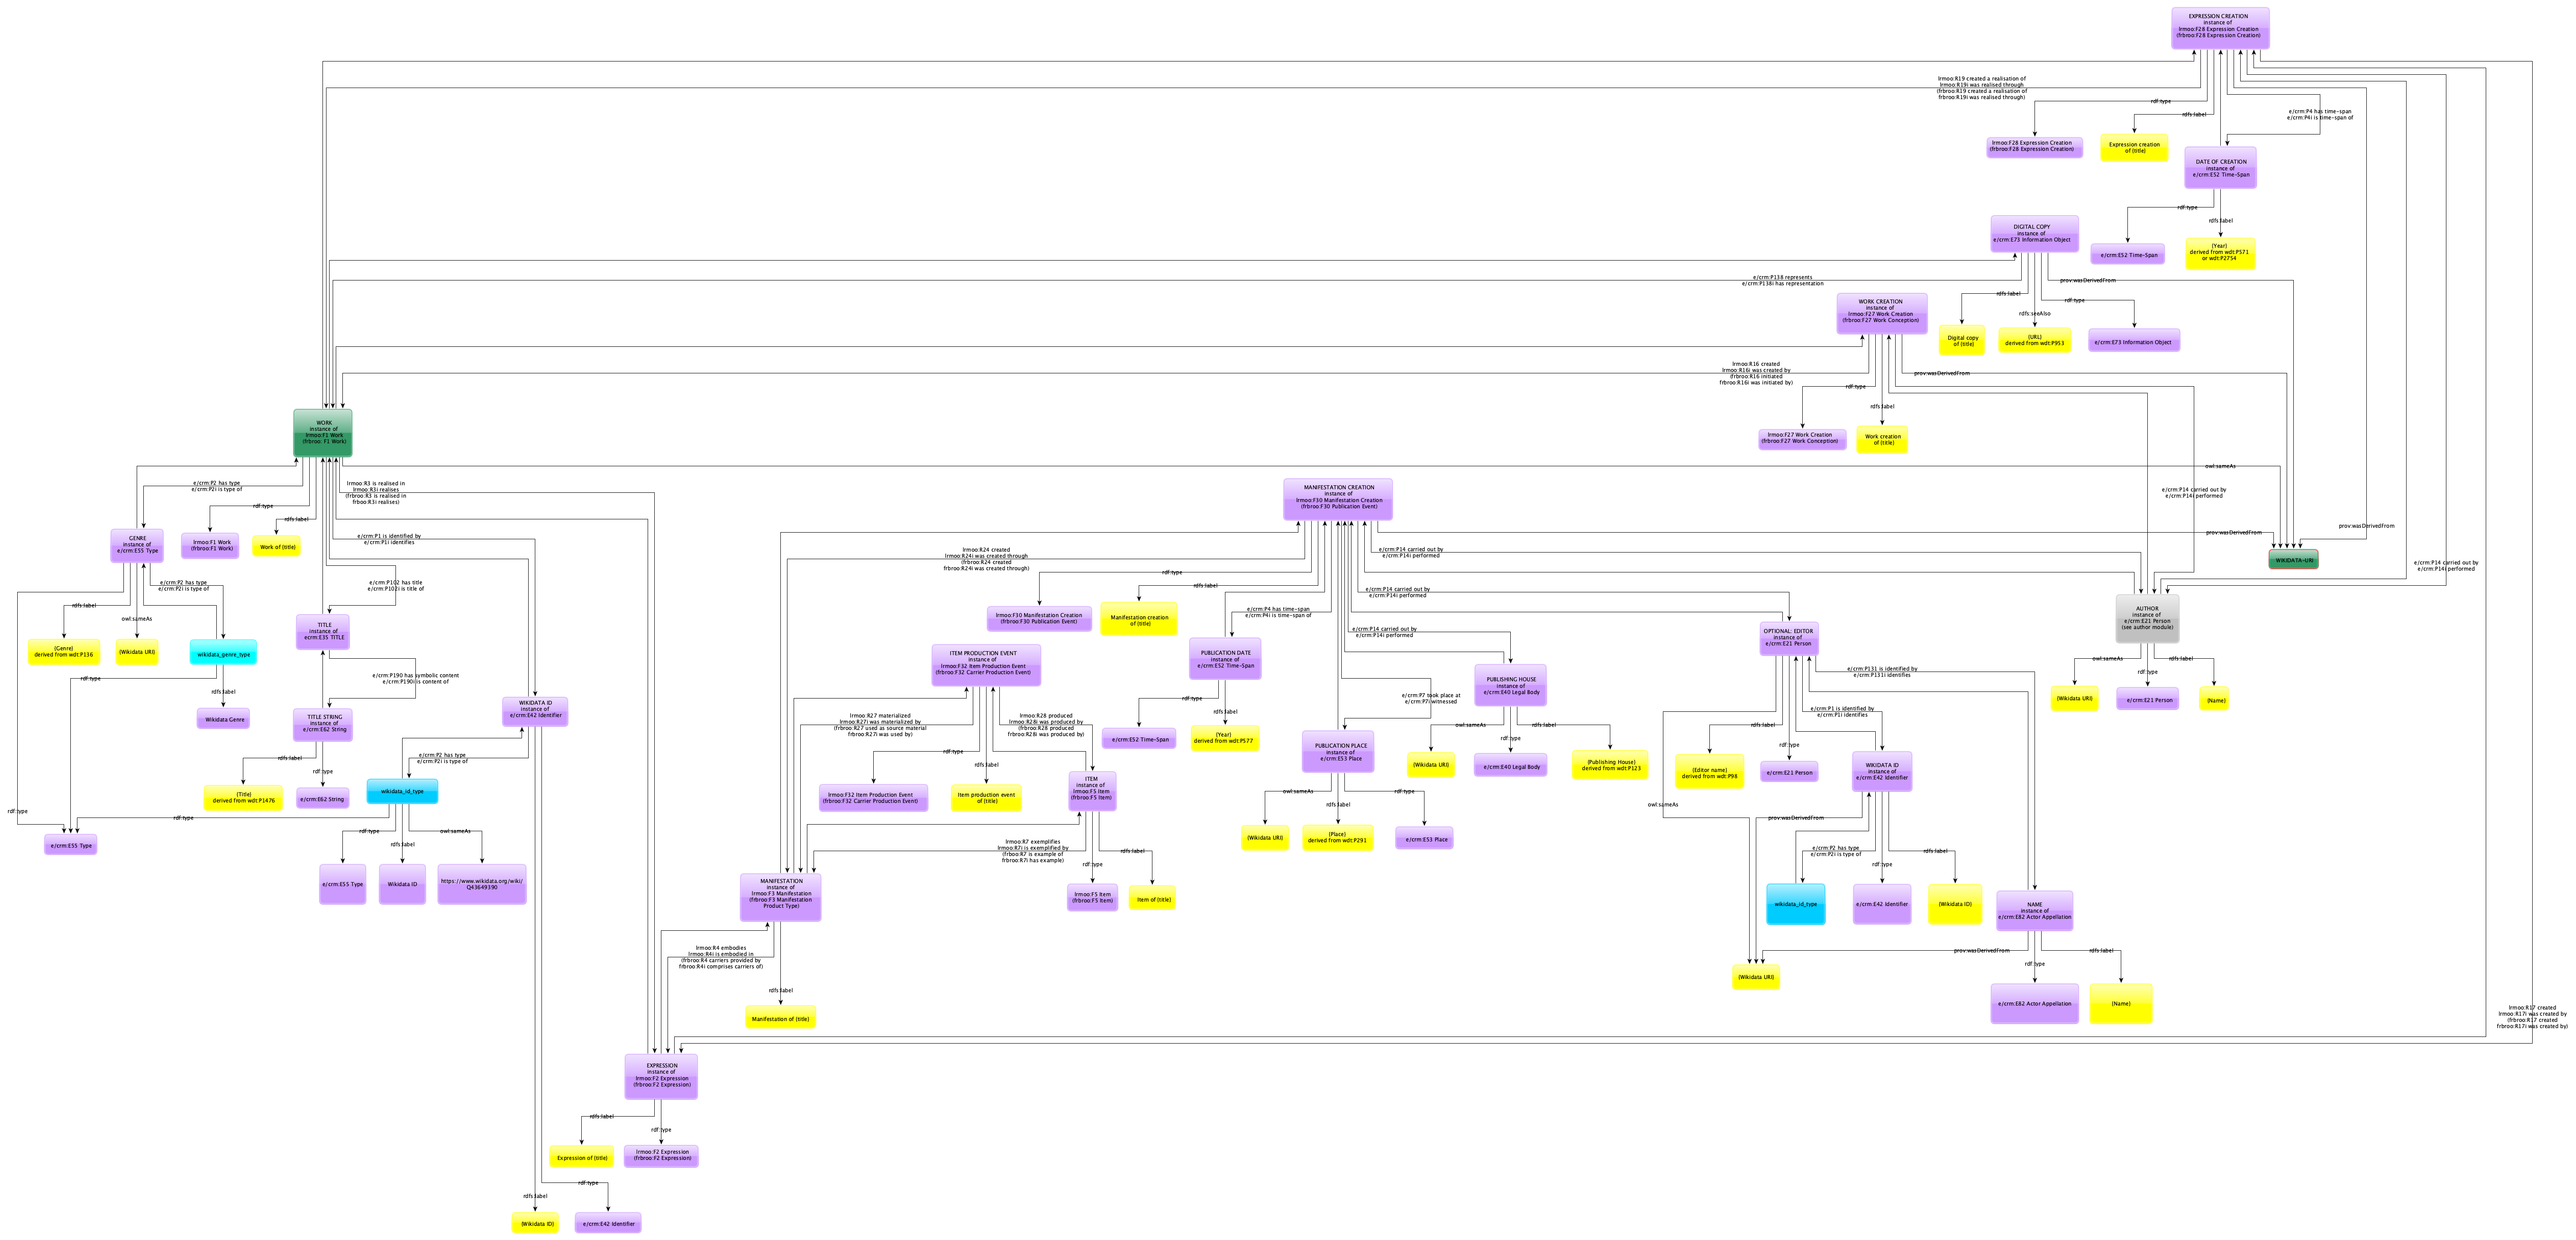 EXPRESSION CREATION
instance of
lrmoo:F28 Expression Creation
(frbroo:F28 Expression Creation)
lrmoo:R19 created a realisation of
lrmoo:R19i was realised through
(frbroo:R19 created a realisation of
frbroo:R19i was realised through)
rdf:type
rdfs:label
e/crm:P4 has time-span
e/crm:P4i is time-span of
lrmoo:F28 Expression Creation
(frbroo:F28 Expression Creation)
Expression creation
of {title}
DATE OF CREATION
instance of
e/crm:E52 Time-Span
rdf:type
rdfs:label
e/crm:E52 Time-Span
{Year}
derived from wdt:P571
or wdt:P2754
DIGITAL COPY
instance of
e/crm:E73 Information Object
e/crm:P138 represents
e/crm:P138i has representation
prov:wasDerivedFrom
rdfs:label
rdf:type
rdfs:seeAlso
Digital copy
of {title}
{URL}
derived from wdt:P953
e/crm:E73 Information Object
WORK CREATION
instance of
lrmoo:F27 Work Creation
(frbroo:F27 Work Conception)
lrmoo:R16 created
lrmoo:R16i was created by
(frbroo:R16 initiated
frbroo:R16i was initiated by)
prov:wasDerivedFrom
rdf:type
rdfs:label
lrmoo:F27 Work Creation
(frbroo:F27 Work Conception)
Work creation
of {title}
WORK
instance of
lrmoo:F1 Work
(frbroo: F1 Work)
owl:sameAs
e/crm:P2 has type
e/crm:P2i is type of
lrmoo:R3 is realised in
lrmoo:R3i realises
(frbroo:R3 is realised in
frboo:R3i realises)
rdf:type
rdfs:label
e/crm:P14 carried out by
e/crm:P14i performed
prov:wasDerivedFrom
GENRE
instance of
e/crm:E55 Type
lrmoo:F1 Work
(frbroo:F1 Work)
Work of {title}
e/crm:P1 is identified by
e/crm:P1i identifies
MANIFESTATION CREATION
instance of
lrmoo:F30 Manifestation Creation
(frbroo:F30 Publication Event)
prov:wasDerivedFrom
WIKIDATA-URI
e/crm:P14 carried out by
e/crm:P14i performed
lrmoo:R24 created
lrmoo:R24i was created through
(frbroo:R24 created
frbroo:R24i was created through)
e/crm:P14 carried out by
e/crm:P14i performed
rdf:type
rdfs:label
e/crm:P14 carried out by
e/crm:P14i performed
e/crm:P2 has type
e/crm:P2i is type of
e/crm:P102 has title
e/crm:P102i is title of
rdfs:label
owl:sameAs
{Genre}
derived from wdt:P136
{Wikidata URI}
wikidata_genre_type
TITLE
instance of
ecrm:E35 TITLE
lrmoo:F30 Manifestation Creation
(frbroo:F30 Publication Event)
Manifestation creation
of {title}
e/crm:P4 has time-span
e/crm:P4i is time-span of
e/crm:P14 carried out by
e/crm:P14i performed
OPTIONAL: EDITOR
instance of
e/crm:E21 Person
AUTHOR
instance of
e/crm:E21 Person
(see author module)
owl:sameAs
rdf:type
rdfs:label
{Wikidata URI}
e/crm:E21 Person
{Name}
ITEM PRODUCTION EVENT
instance of
lrmoo:F32 Item Production Event
(frbroo:F32 Carrier Production Event)
PUBLICATION DATE
instance of
e/crm:E52 Time-Span
PUBLISHING HOUSE
instance of
e/crm:E40 Legal Body
e/crm:P131 is identified by
e/crm:P131i identifies
rdf:type
rdfs:label
e/crm:P190 has symbolic content
e/crm:P190i is content of
Wikidata Genre
TITLE STRING
instance of
e/crm:E62 String
WIKIDATA ID
instance of
e/crm:E42 Identifier
lrmoo:R27 materialized
lrmoo:R27i was materialized by
(frbroo:R27 used as source material
frbroo:R27i was used by)
lrmoo:R28 produced
lrmoo:R28i was produced by
(frbroo:R28 produced
frbroo:R28i was produced by)
rdf:type
rdfs:label
e/crm:P7 took place at
e/crm:P7i witnessed
owl:sameAs
rdfs:label
rdf:type
rdfs:label
rdf:type
e/crm:P1 is identified by
e/crm:P1i identifies
e/crm:E52 Time-Span
{Year}
derived from wdt:P577
PUBLICATION PLACE
instance of
e/crm:E53 Place
{Wikidata URI}
e/crm:E40 Legal Body
{Publishing House}
derived from wdt:P123
{Editor name}
derived from wdt:P98
e/crm:E21 Person
WIKIDATA ID
instance of
e/crm:E42 Identifier
rdfs:label
rdf:type
e/crm:P2 has type
e/crm:P2i is type of
rdf:type
rdfs:label
{Title}
derived from wdt:P1476
e/crm:E62 String
wikidata_id_type
lrmoo:F32 Item Production Event
(frbroo:F32 Carrier Production Event)
Item production event
of {title}
ITEM
instance of
lrmoo:F5 Item
(frbroo:F5 Item)
owl:sameAs
rdfs:label
rdf:type
owl:sameAs
prov:wasDerivedFrom
rdf:type
rdf:type
rdf:type
owl:sameAs
rdfs:label
e/crm:E55 Type
{Wikidata URI}
{Place}
derived from wdt:P291
e/crm:E53 Place
lrmoo:R7 exemplifies
lrmoo:R7i is exemplified by
(frboo:R7 is example of
frbroo:R7i has example)
rdfs:label
rdf:type
e/crm:P2 has type
e/crm:P2i is type of
rdf:type
rdfs:label
e/crm:E55 Type
Wikidata ID
https://www.wikidata.org/wiki/
Q43649390
MANIFESTATION
instance of
lrmoo:F3 Manifestation
(frbroo:F3 Manifestation
Product Type)
lrmoo:F5 Item
(frbroo:F5 Item)
Item of {title}
wikidata_id_type
e/crm:E42 Identifier
{Wikidata ID}
NAME
instance of
e/crm:E82 Actor Appellation
lrmoo:R4 embodies
lrmoo:R4i is embodied in
(frbroo:R4 carriers provided by
frbroo:R4i comprises carriers of)
rdfs:label
Manifestation of {title}
prov:wasDerivedFrom
rdfs:label
rdf:type
{Wikidata URI}
e/crm:E82 Actor Appellation
{Name}
lrmoo:R17 created
lrmoo:R17i was created by
(frbroo:R17 created
frbroo:R17i was created by)
EXPRESSION
instance of
lrmoo:F2 Expression
(frbroo:F2 Expression)
rdfs:label
rdf:type
Expression of {title}
lrmoo:F2 Expression
(frbroo:F2 Expression)
rdf:type
rdfs:label
{Wikidata ID}
e/crm:E42 Identifier